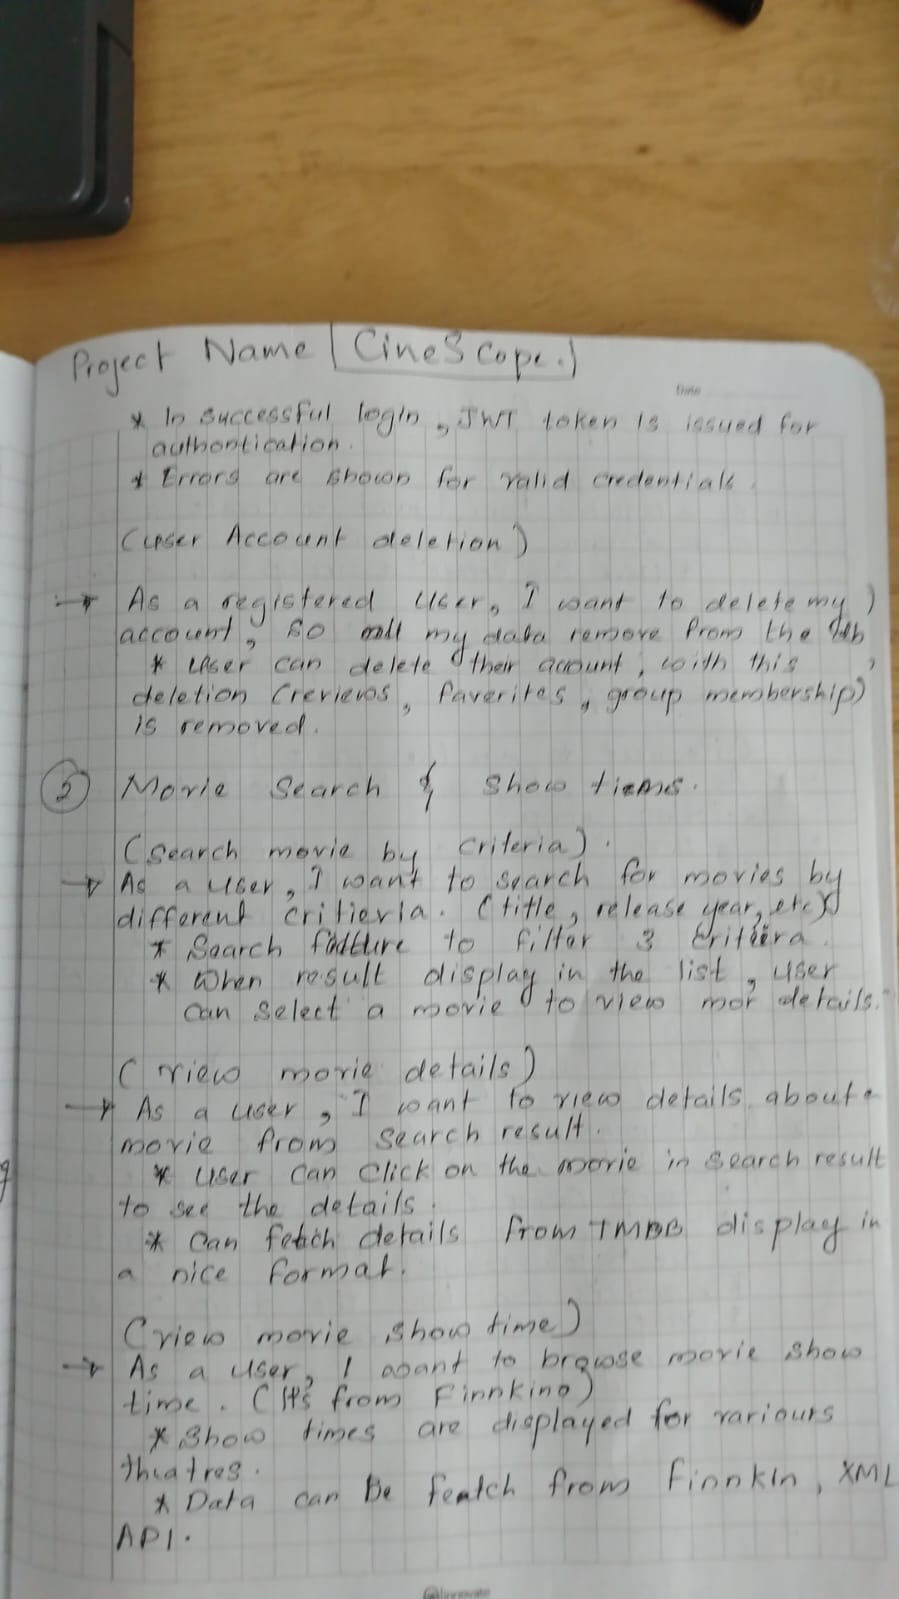 Project Name | CineScope.
Date
* In successful login, JWT token is issued for
authontication.
* Errors are shown for valid credentials.
(User Account deletion)
→ As a registered user, I want to delete my
account, so all my data remove from the
* User can delete their account, with this
deletion (reviews, faverites, group membership)
is removed.
Movie Search & Show tiems.
(Search movie by criteria).
→ As a user, I want to search for movies by
different critieria. (title, release year, etc)
* Search to filter 3
* When result display in the list, user
can select a movie to view mor details.
(view movie details)
→ As a user, I want to view details about a
movie from search result.
* User can click on the movie in search result
to see the details.
* Can fetch details from TMDB display in
a nice format.
(view movie show time)
→ As a user, I want to browse movie show
time. (It's from Finnkino)
* Show times are displayed for variours
theatres.
* Data can Be featch from FinnkIn, XML
API.
innovate